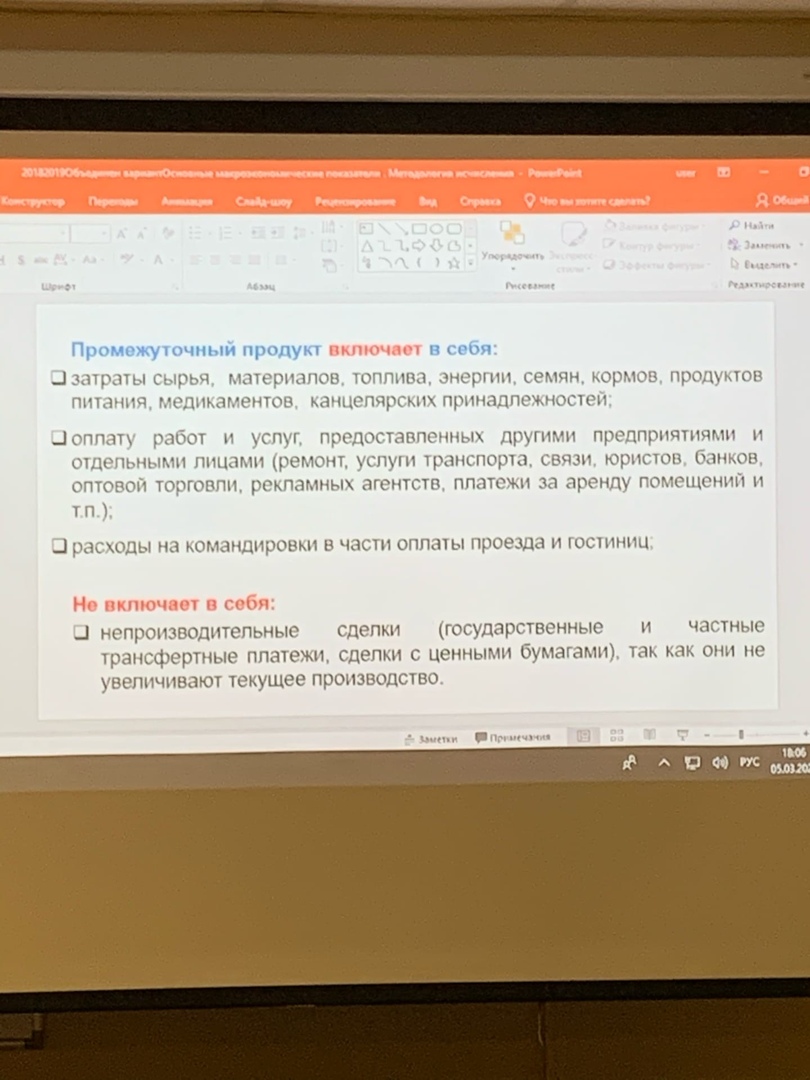 20182019Объединен вариантОсновные макроэкономические показатели . Методология исчисления - PowerPoint user
Конструктор Переходы Анимация Слайд-шоу Рецензирование Вид Справка Что вы хотите сделать? Общий
Заливка фигуры Найти
Упорядочить Экспресс- Контур фигуры Заменить
стили Эффекты фигуры Выделить
Шрифт Абзац Рисование Редактирование
Промежуточный продукт включает в себя:
затраты сырья, материалов, топлива, энергии, семян, кормов, продуктов
питания, медикаментов, канцелярских принадлежностей;
оплату работ и услуг, предоставленных другими предприятиями и
отдельными лицами (ремонт, услуги транспорта, связи, юристов, банков,
оптовой торговли, рекламных агентств, платежи за аренду помещений и
т.п.);
расходы на командировки в части оплаты проезда и гостиниц;
Не включает в себя:
непроизводительные сделки (государственные и частные
трансфертные платежи, сделки с ценными бумагами), так как они не
увеличивают текущее производство.
Заметки Примечания
РУС 18:06
05.03.202